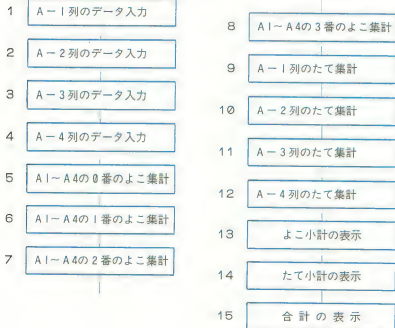 1 A－1列のデータ入力
2 A－2列のデータ入力
3 A－3列のデータ入力
4 A－4列のデータ入力
5 A1～A4の0番のよこ集計
6 A1～A4の1番のよこ集計
7 A1～A4の2番のよこ集計
8 A1～A4の3番のよこ集計
9 A－1列のたて集計
10 A－2列のたて集計
11 A－3列のたて集計
12 A－4列のたて集計
13 よこ小計の表示
14 たて小計の表示
15 合計の表示